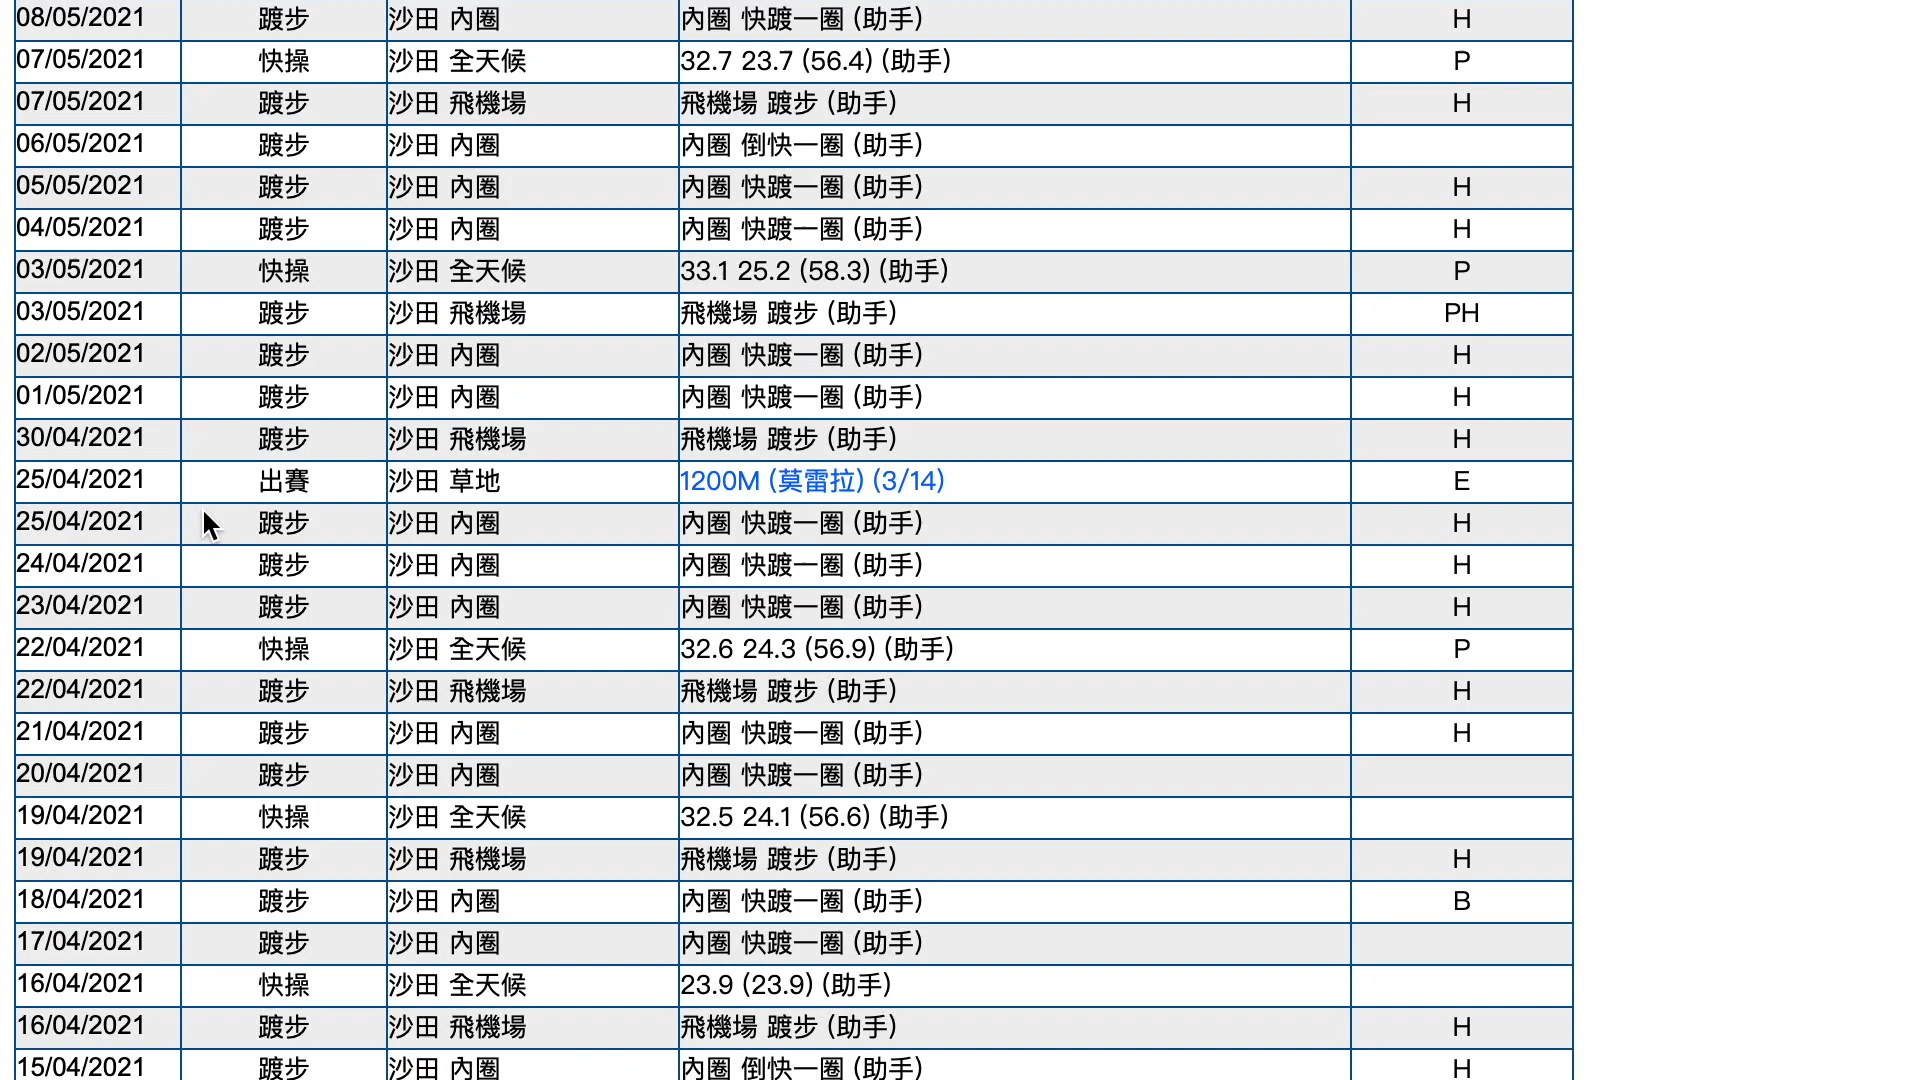 08/05/2021 踱步 沙田 內圈 內圈 快踱一圈 (助手) H
07/05/2021 快操 沙田 全天候 32.7 23.7 (56.4) (助手) P
07/05/2021 踱步 沙田 飛機場 飛機場 踱步 (助手) H
06/05/2021 踱步 沙田 內圈 內圈 倒快一圈 (助手)
05/05/2021 踱步 沙田 內圈 內圈 快踱一圈 (助手) H
04/05/2021 踱步 沙田 內圈 內圈 快踱一圈 (助手) H
03/05/2021 快操 沙田 全天候 33.1 25.2 (58.3) (助手) P
03/05/2021 踱步 沙田 飛機場 飛機場 踱步 (助手) PH
02/05/2021 踱步 沙田 內圈 內圈 快踱一圈 (助手) H
01/05/2021 踱步 沙田 內圈 內圈 快踱一圈 (助手) H
30/04/2021 踱步 沙田 飛機場 飛機場 踱步 (助手) H
25/04/2021 出賽 沙田 草地 1200M (莫雷拉) (3/14) E
25/04/2021 踱步 沙田 內圈 內圈 快踱一圈 (助手) H
24/04/2021 踱步 沙田 內圈 內圈 快踱一圈 (助手) H
23/04/2021 踱步 沙田 內圈 內圈 快踱一圈 (助手) H
22/04/2021 快操 沙田 全天候 32.6 24.3 (56.9) (助手) P
22/04/2021 踱步 沙田 飛機場 飛機場 踱步 (助手) H
21/04/2021 踱步 沙田 內圈 內圈 快踱一圈 (助手) H
20/04/2021 踱步 沙田 內圈 內圈 快踱一圈 (助手)
19/04/2021 快操 沙田 全天候 32.5 24.1 (56.6) (助手)
19/04/2021 踱步 沙田 飛機場 飛機場 踱步 (助手) H
18/04/2021 踱步 沙田 內圈 內圈 快踱一圈 (助手) B
17/04/2021 踱步 沙田 內圈 內圈 快踱一圈 (助手)
16/04/2021 快操 沙田 全天候 23.9 (23.9) (助手)
16/04/2021 踱步 沙田 飛機場 飛機場 踱步 (助手) H
15/04/2021 踱步 沙田 內圈 內圈 倒快一圈 (助手) H